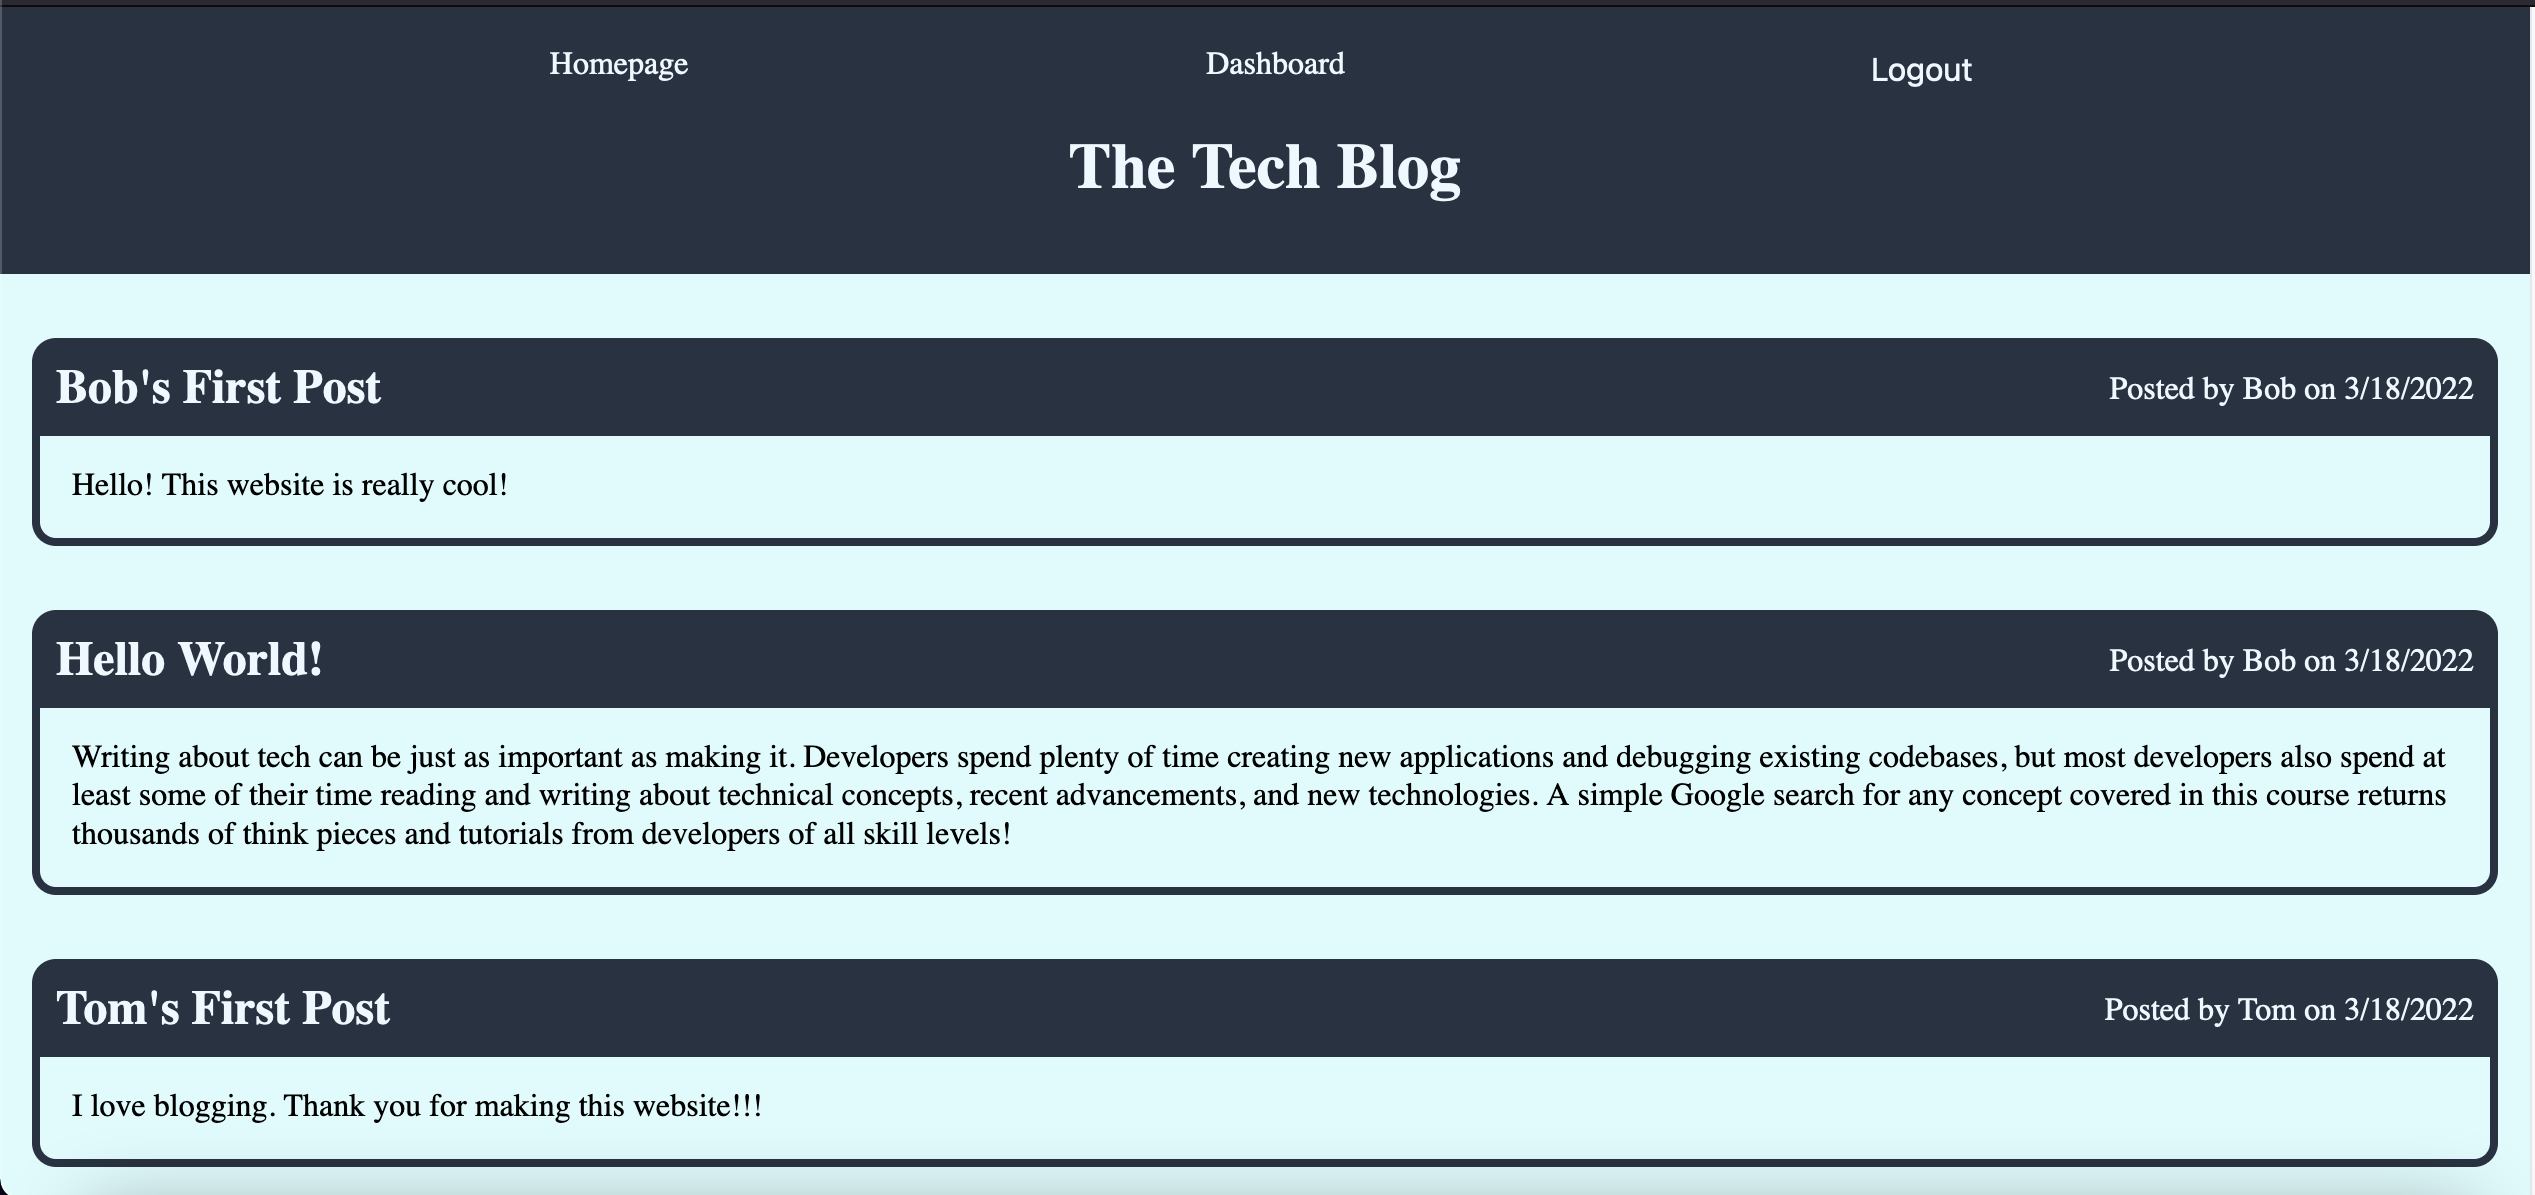 Homepage Dashboard Logout
The Tech Blog
Bob's First Post Posted by Bob on 3/18/2022
Hello! This website is really cool!
Hello World! Posted by Bob on 3/18/2022
Writing about tech can be just as important as making it. Developers spend plenty of time creating new applications and debugging existing codebases, but most developers also spend at
least some of their time reading and writing about technical concepts, recent advancements, and new technologies. A simple Google search for any concept covered in this course returns
thousands of think pieces and tutorials from developers of all skill levels!
Tom's First Post Posted by Tom on 3/18/2022
I love blogging. Thank you for making this website!!!